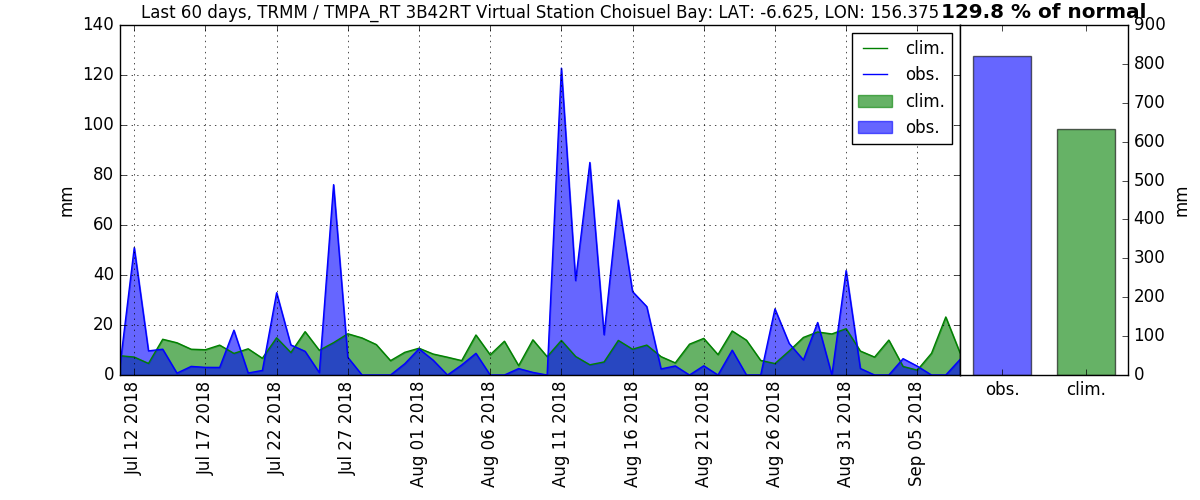 Last 60 days, TRMM / TMPA_RT 3B42RT Virtual Station Choisuel Bay: LAT: -6.625, LON: 156.375
129.8 % of normal
140
120
100
80
60
40
20
0
mm
clim.
obs.
clim.
obs.
Jul 12 2018
Jul 17 2018
Jul 22 2018
Jul 27 2018
Aug 01 2018
Aug 06 2018
Aug 11 2018
Aug 16 2018
Aug 21 2018
Aug 26 2018
Aug 31 2018
Sep 05 2018
900
800
700
600
500
400
300
200
100
0
mm
obs.
clim.